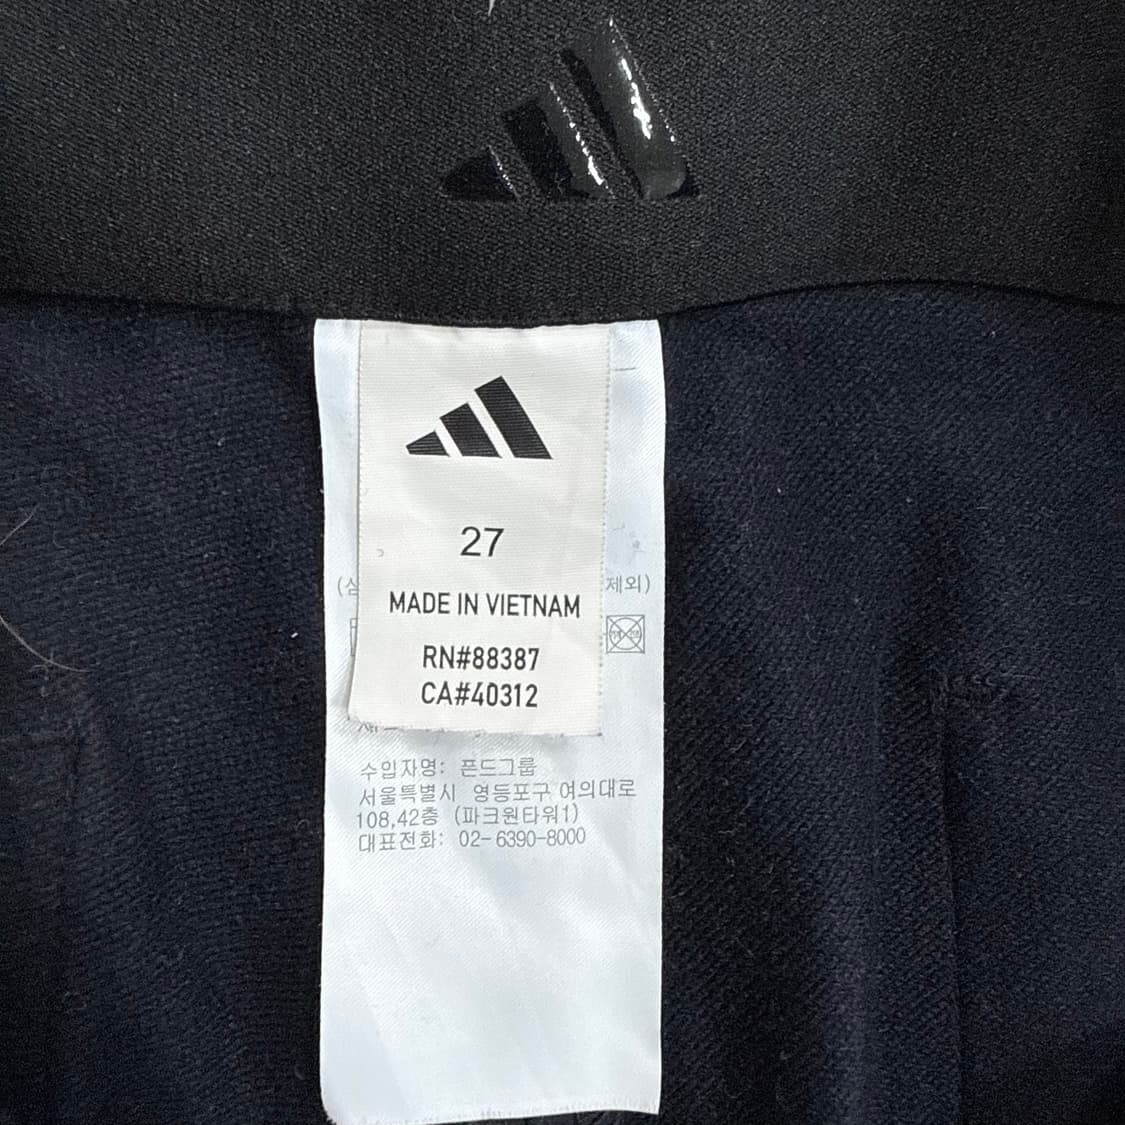 27
MADE IN VIETNAM
RN#88387
CA#40312
제외)
수입자명: 픈드그룹
서울특별시 영등포구 여의대로
108,42층 (파크원타워1)
대표전화: 02-6390-8000